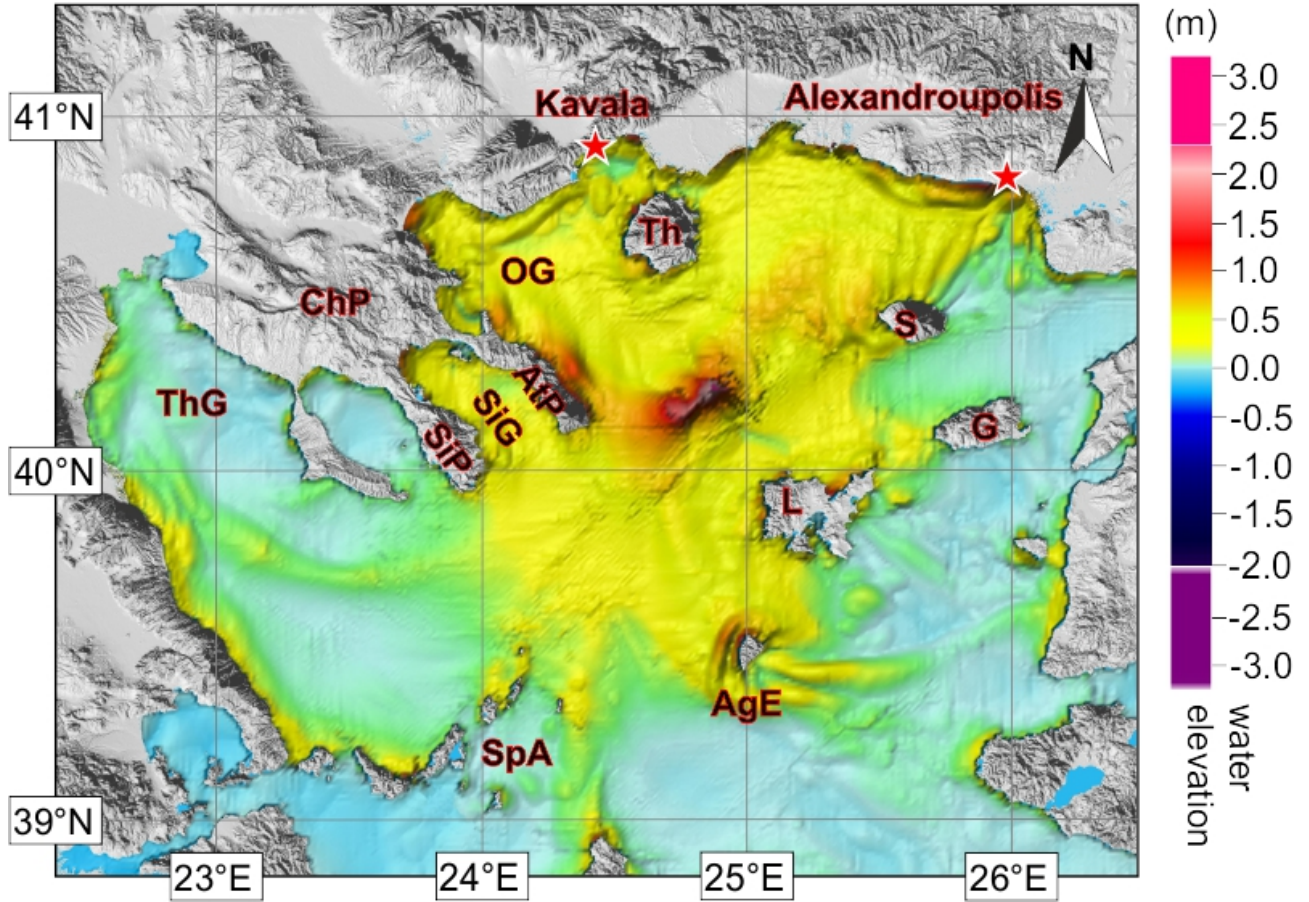 (m)
N
Kavala
Alexandroupolis
41°N
Th
OG
ChP
S
ThG
AtP
SiG
SiP
G
40°N
L
AgE
SpA
39°N
23°E
24°E
25°E
26°E
3.0
2.5
2.0
1.5
1.0
0.5
0.0
-0.5
-1.0
-1.5
-2.0
-2.5
-3.0
water
elevation